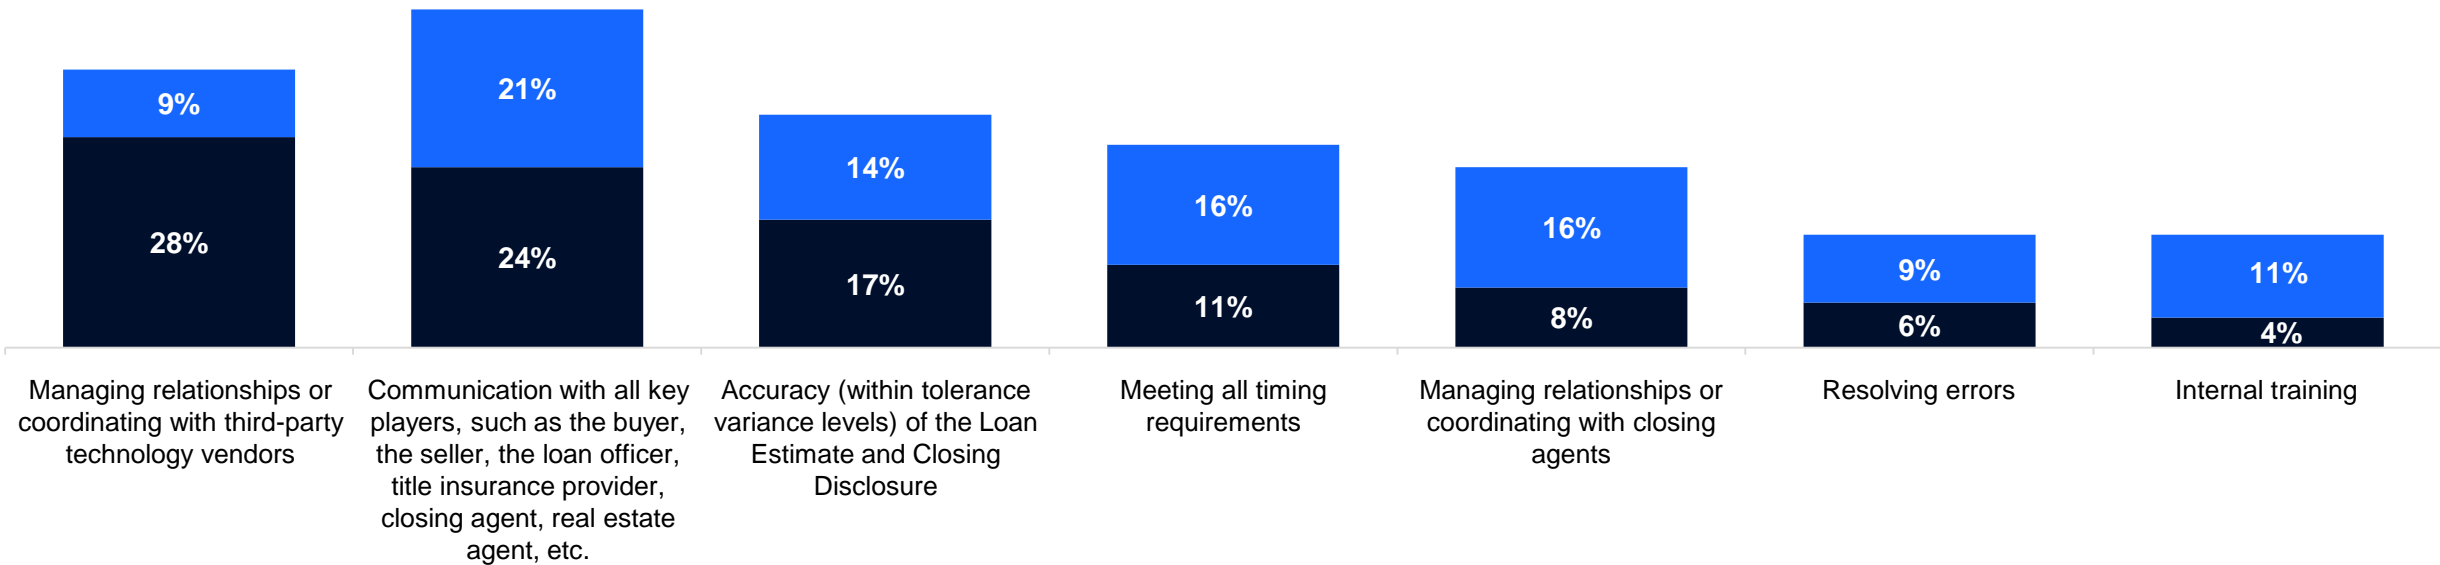 9%
28%
21%
24%
14%
17%
16%
11%
16%
8%
9%
6%
11%
4%
Managing relationships or
coordinating with third-party
technology vendors
Communication with all key
players, such as the buyer,
the seller, the loan officer,
title insurance provider,
closing agent, real estate
agent, etc.
Accuracy (within tolerance
variance levels) of the Loan
Estimate and Closing
Disclosure
Meeting all timing
requirements
Managing relationships or
coordinating with closing
agents
Resolving errors
Internal training